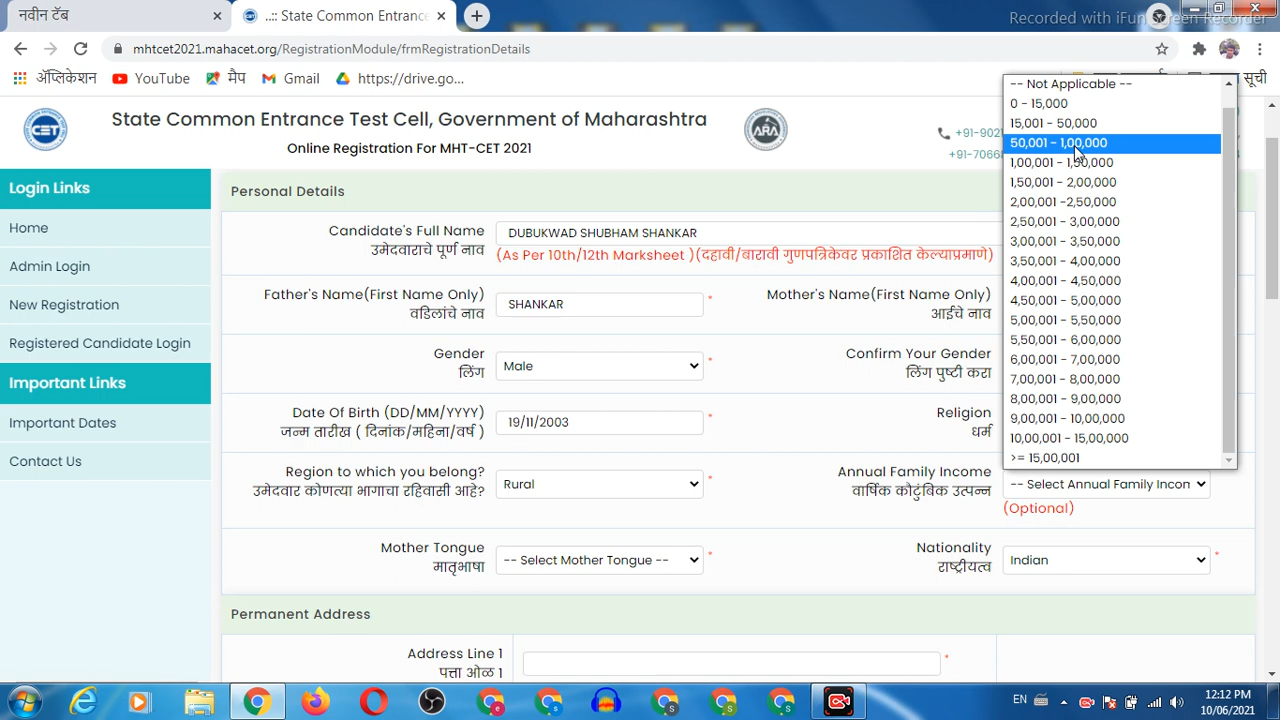 नवीन टॅब
..:: State Common Entrance
Recorded with iFun Screen Recorder
mhtcet2021.mahacet.org/RegistrationModule/frmRegistrationDetails
ॲप्लिकेशन
YouTube
मॅप
Gmail
https://drive.go...
सूची
State Common Entrance Test Cell, Government of Maharashtra
Online Registration For MHT-CET 2021
CET
ARA
+91-902
+91-7066
Login Links
Home
Admin Login
New Registration
Registered Candidate Login
Important Links
Important Dates
Contact Us
Personal Details
Candidate's Full Name
उमेदवाराचे पूर्ण नाव
DUBUKWAD SHUBHAM SHANKAR
(As Per 10th/12th Marksheet )(दहावी/बारावी गुणपत्रिकेवर प्रकाशित केल्याप्रमाणे)
Father's Name(First Name Only)
वडिलांचे नाव
SHANKAR
*
Mother's Name(First Name Only)
आईचे नाव
Gender
लिंग
Male
*
Confirm Your Gender
लिंग पुष्टी करा
Date Of Birth (DD/MM/YYYY)
जन्म तारीख ( दिनांक/महिना/वर्ष )
19/11/2003
*
Religion
धर्म
Region to which you belong?
उमेदवार कोणत्या भागाचा रहिवासी आहे?
Rural
*
Annual Family Income
वार्षिक कौटुंबिक उत्पन्न
-- Select Annual Family Incom
(Optional)
Mother Tongue
मातृभाषा
-- Select Mother Tongue --
*
Nationality
राष्ट्रीयत्व
Indian
*
-- Not Applicable --
0 - 15,000
15,001 - 50,000
50,001 - 1,00,000
1,00,001 - 1,50,000
1,50,001 - 2,00,000
2,00,001 -2,50,000
2,50,001 - 3,00,000
3,00,001 - 3,50,000
3,50,001 - 4,00,000
4,00,001 - 4,50,000
4,50,001 - 5,00,000
5,00,001 - 5,50,000
5,50,001 - 6,00,000
6,00,001 - 7,00,000
7,00,001 - 8,00,000
8,00,001 - 9,00,000
9,00,001 - 10,00,000
10,00,001 - 15,00,000
>= 15,00,001
Permanent Address
Address Line 1
पत्ता ओळ 1
*
EN
12:12 PM
10/06/2021